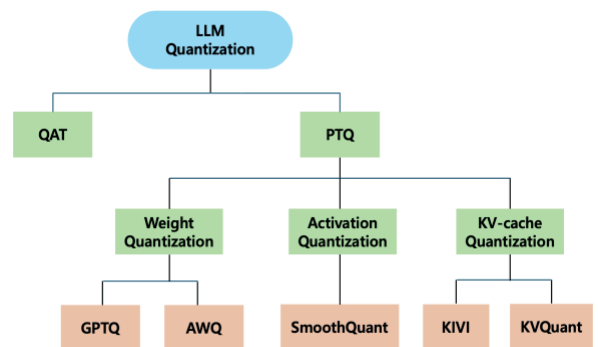 LLM
Quantization
QAT
PTQ
Weight
Quantization
Activation
Quantization
KV-cache
Quantization
GPTQ
AWQ
SmoothQuant
KIVI
KVQuant